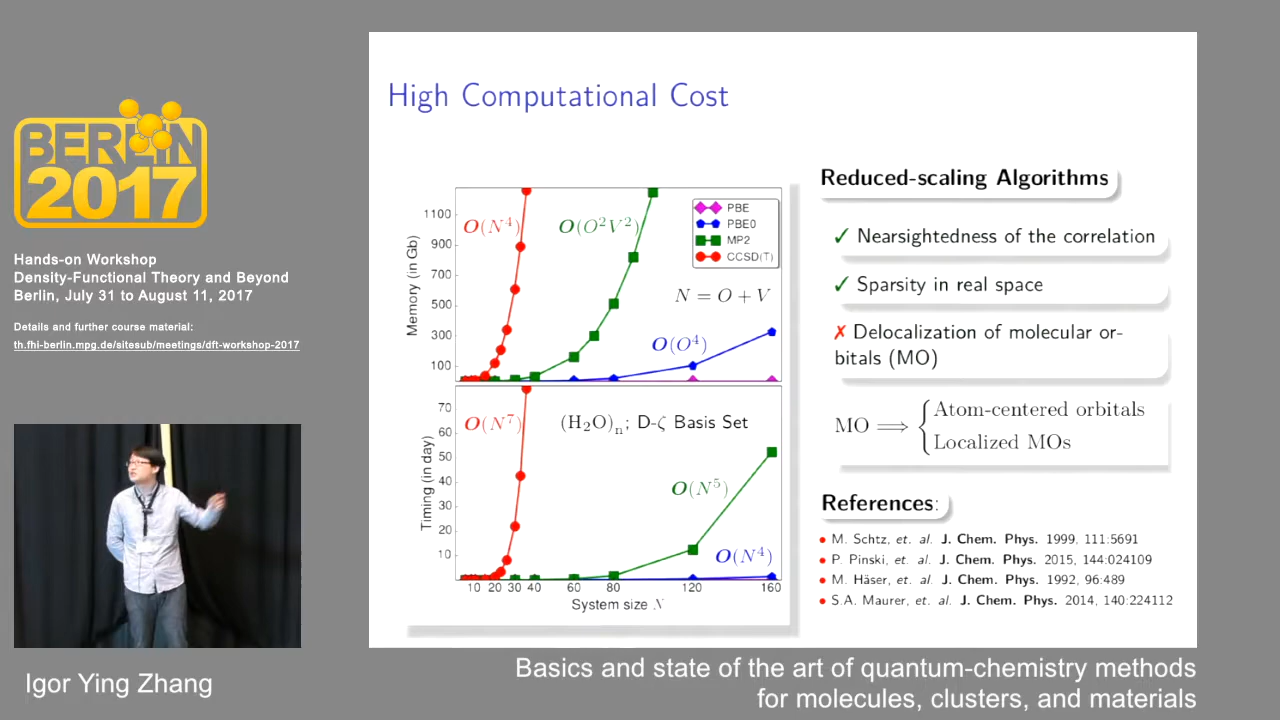 BERLIN
2017
Hands-on Workshop
Density-Functional Theory and Beyond
Berlin, July 31 to August 11, 2017
Details and further course material:
th.fhi-berlin.mpg.de/sitesub/meetings/dft-workshop-2017
Igor Ying Zhang
High Computational Cost
1100
900
700
500
300
100
Memory (in Gb)
O(N⁴)
O(O²V²)
PBE
PBE0
MP2
CCSD(T)
N = O + V
O(O⁴)
70
60
50
40
30
20
10
Timing (in day)
O(N⁷)
(H₂O)ₙ; D-ζ Basis Set
O(N⁵)
O(N⁴)
10 20 30 40 60 80 120 160
System size N
Reduced-scaling Algorithms
✓ Nearsightedness of the correlation
✓ Sparsity in real space
✗ Delocalization of molecular or-
bitals (MO)
MO ⟹ { Atom-centered orbitals
Localized MOs
References:
• M. Schtz, et. al. J. Chem. Phys. 1999, 111:5691
• P. Pinski, et. al. J. Chem. Phys. 2015, 144:024109
• M. Häser, et. al. J. Chem. Phys. 1992, 96:489
• S.A. Maurer, et. al. J. Chem. Phys. 2014, 140:224112
Basics and state of the art of quantum-chemistry methods
for molecules, clusters, and materials